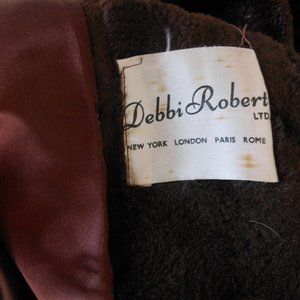 Debbi Robert
LTD.
NEW YORK LONDON PARIS ROME